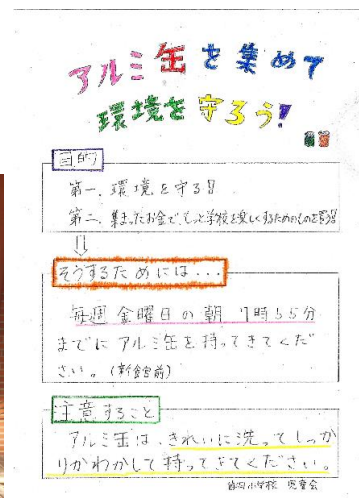 アルミ缶を集めて
環境を守ろう!
目的
第一、環境を守る!!
第二、集まったお金で、もっと学校を楽しくするためのものを買う!!
そうするためには...
毎週金曜日の朝、7時55分
までにアルミ缶を持ってきてくだ
さい。(新館前)
注意すること
アルミ缶は、きれいに洗ってしっか
りかわかして持ってきてください。
小学校 児童会